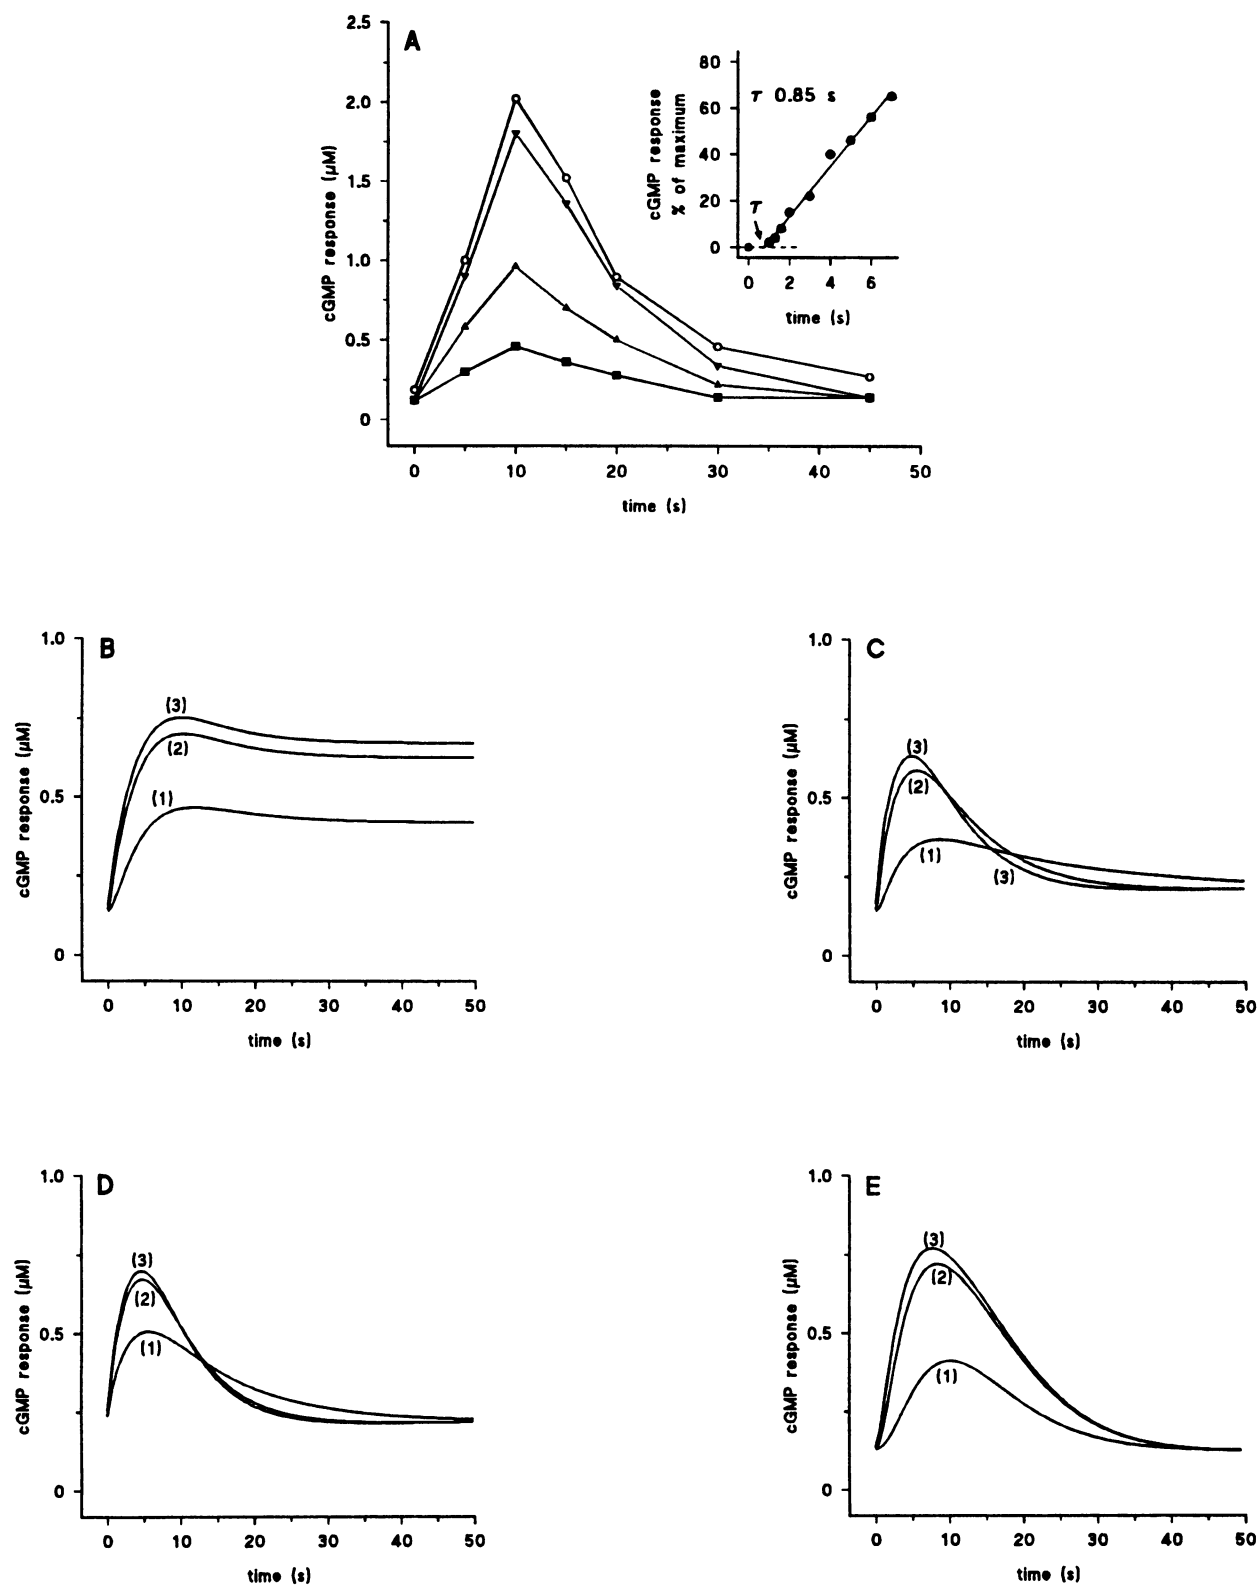 A
cGMP response (μM)
2.5
2.0
1.5
1.0
0.5
0
0 10 20 30 40 50
time (s)
cGMP response
% of maximum
80
60
40
20
0
τ 0.85 s
τ
0 2 4 6
time (s)
B
cGMP response (μM)
1.0
0.5
0
(3)
(2)
(1)
0 10 20 30 40 50
time (s)
C
cGMP response (μM)
1.0
0.5
0
(3)
(2)
(1)
(3)
0 10 20 30 40 50
time (s)
D
cGMP response (μM)
1.0
0.5
0
(3)
(2)
(1)
0 10 20 30 40 50
time (s)
E
cGMP response (μM)
1.0
0.5
0
(3)
(2)
(1)
0 10 20 30 40 50
time (s)